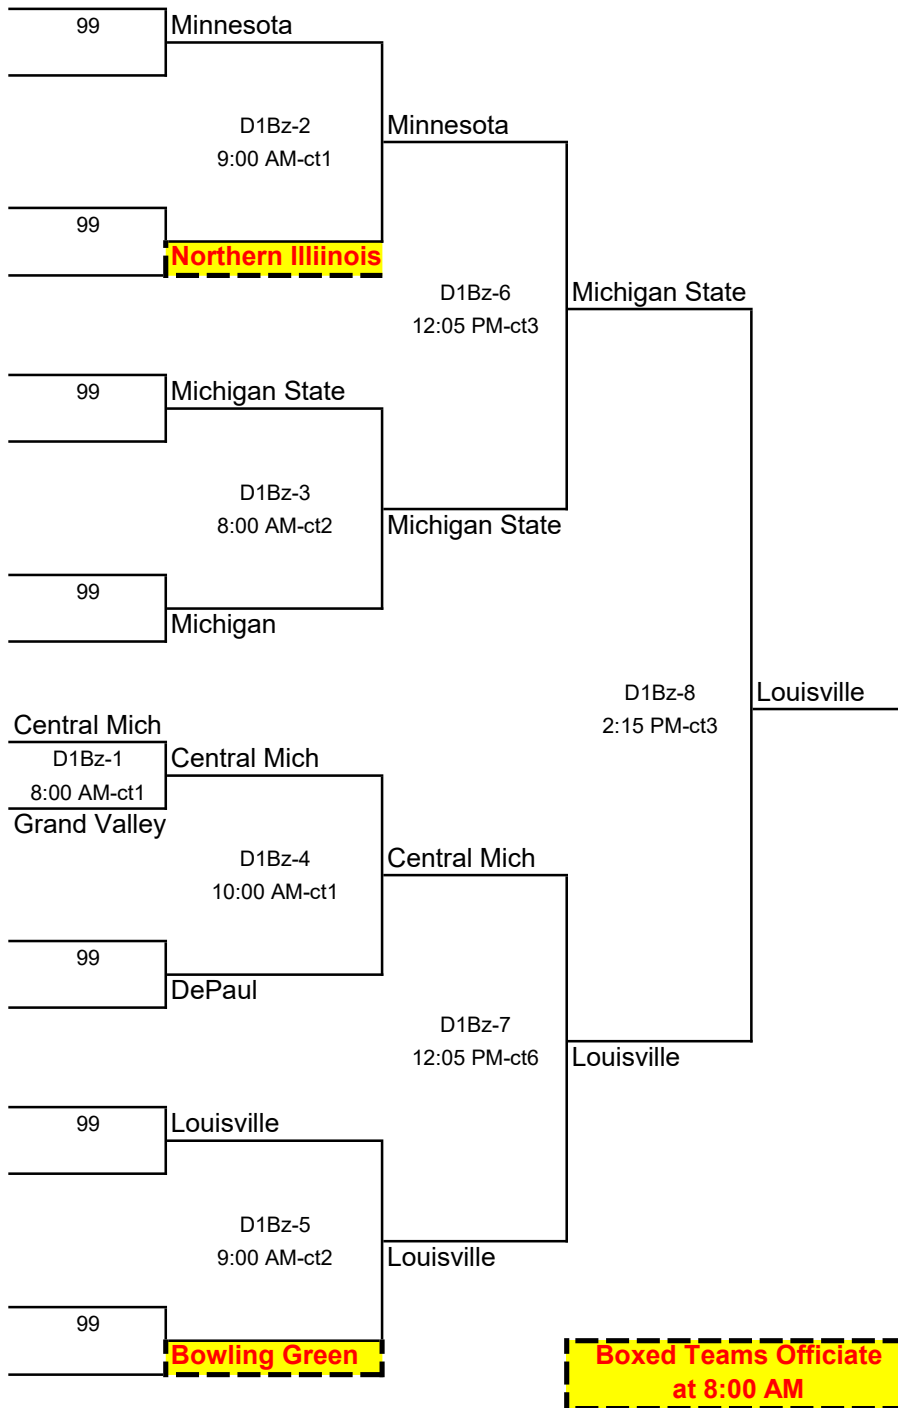 99
Minnesota
D1Bz-2
9:00 AM-ct1
Minnesota
99
Northern Illiinois
D1Bz-6
12:05 PM-ct3
Michigan State
99
Michigan State
D1Bz-3
8:00 AM-ct2
Michigan State
99
Michigan
D1Bz-8
2:15 PM-ct3
Louisville
Central Mich
D1Bz-1
8:00 AM-ct1
Grand Valley
Central Mich
D1Bz-4
10:00 AM-ct1
Central Mich
99
DePaul
D1Bz-7
12:05 PM-ct6
Louisville
99
Louisville
D1Bz-5
9:00 AM-ct2
Louisville
99
Bowling Green
Boxed Teams Officiate
at 8:00 AM